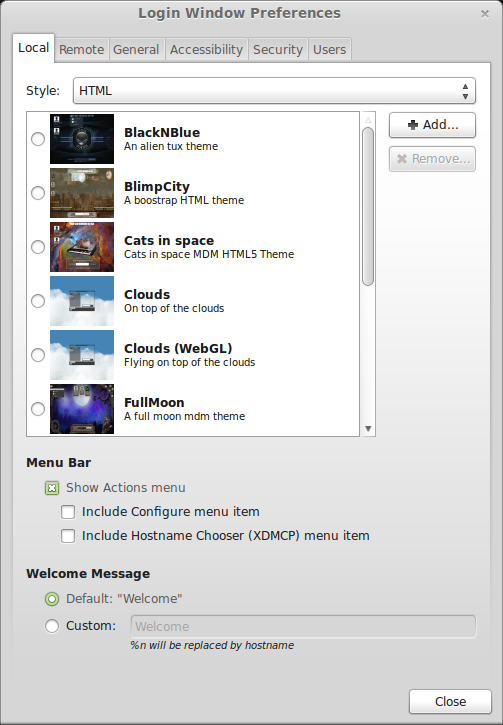 Login Window Preferences
Local Remote General Accessibility Security Users
Style: HTML
Add...
Remove...
BlackNBlue
An alien tux theme
BlimpCity
A boostrap HTML theme
Cats in space
Cats in space MDM HTML5 Theme
Clouds
On top of the clouds
Clouds (WebGL)
Flying on top of the clouds
FullMoon
A full moon mdm theme
Menu Bar
Show Actions menu
Include Configure menu item
Include Hostname Chooser (XDMCP) menu item
Welcome Message
Default: "Welcome"
Custom: Welcome
%n will be replaced by hostname
Close